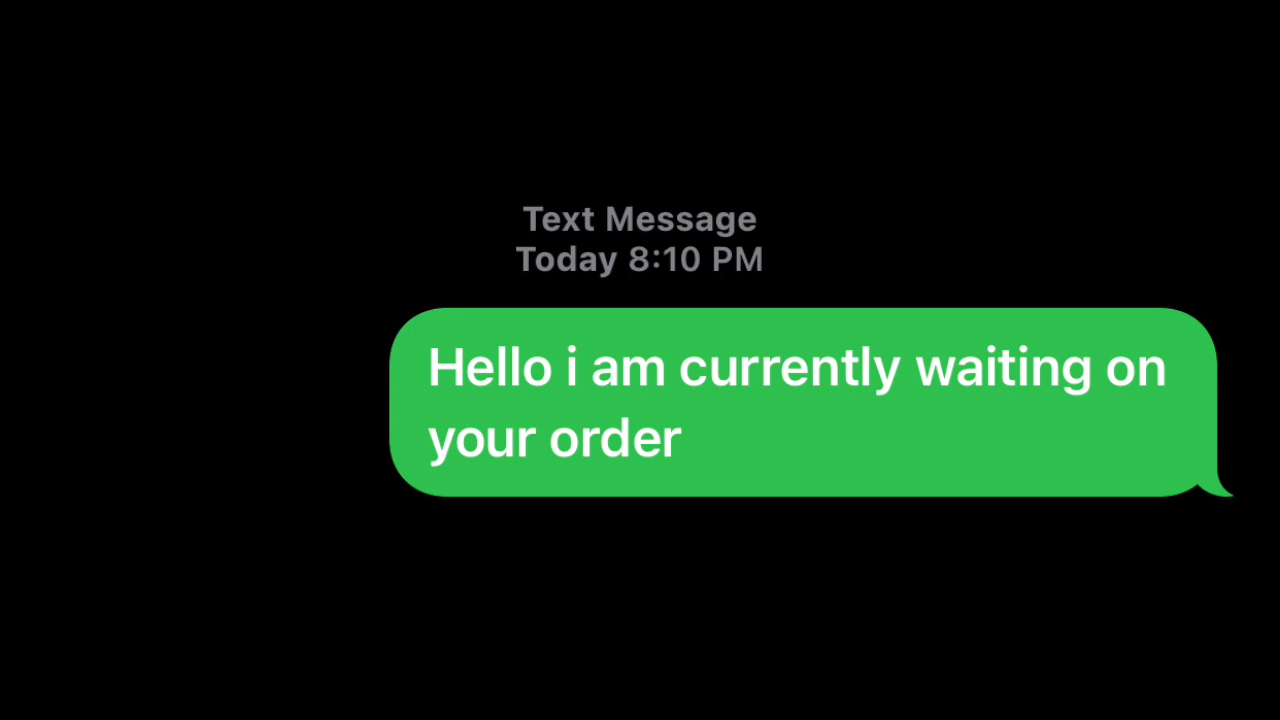 Text Message
Today 8:10 PM
Hello i am currently waiting on
your order